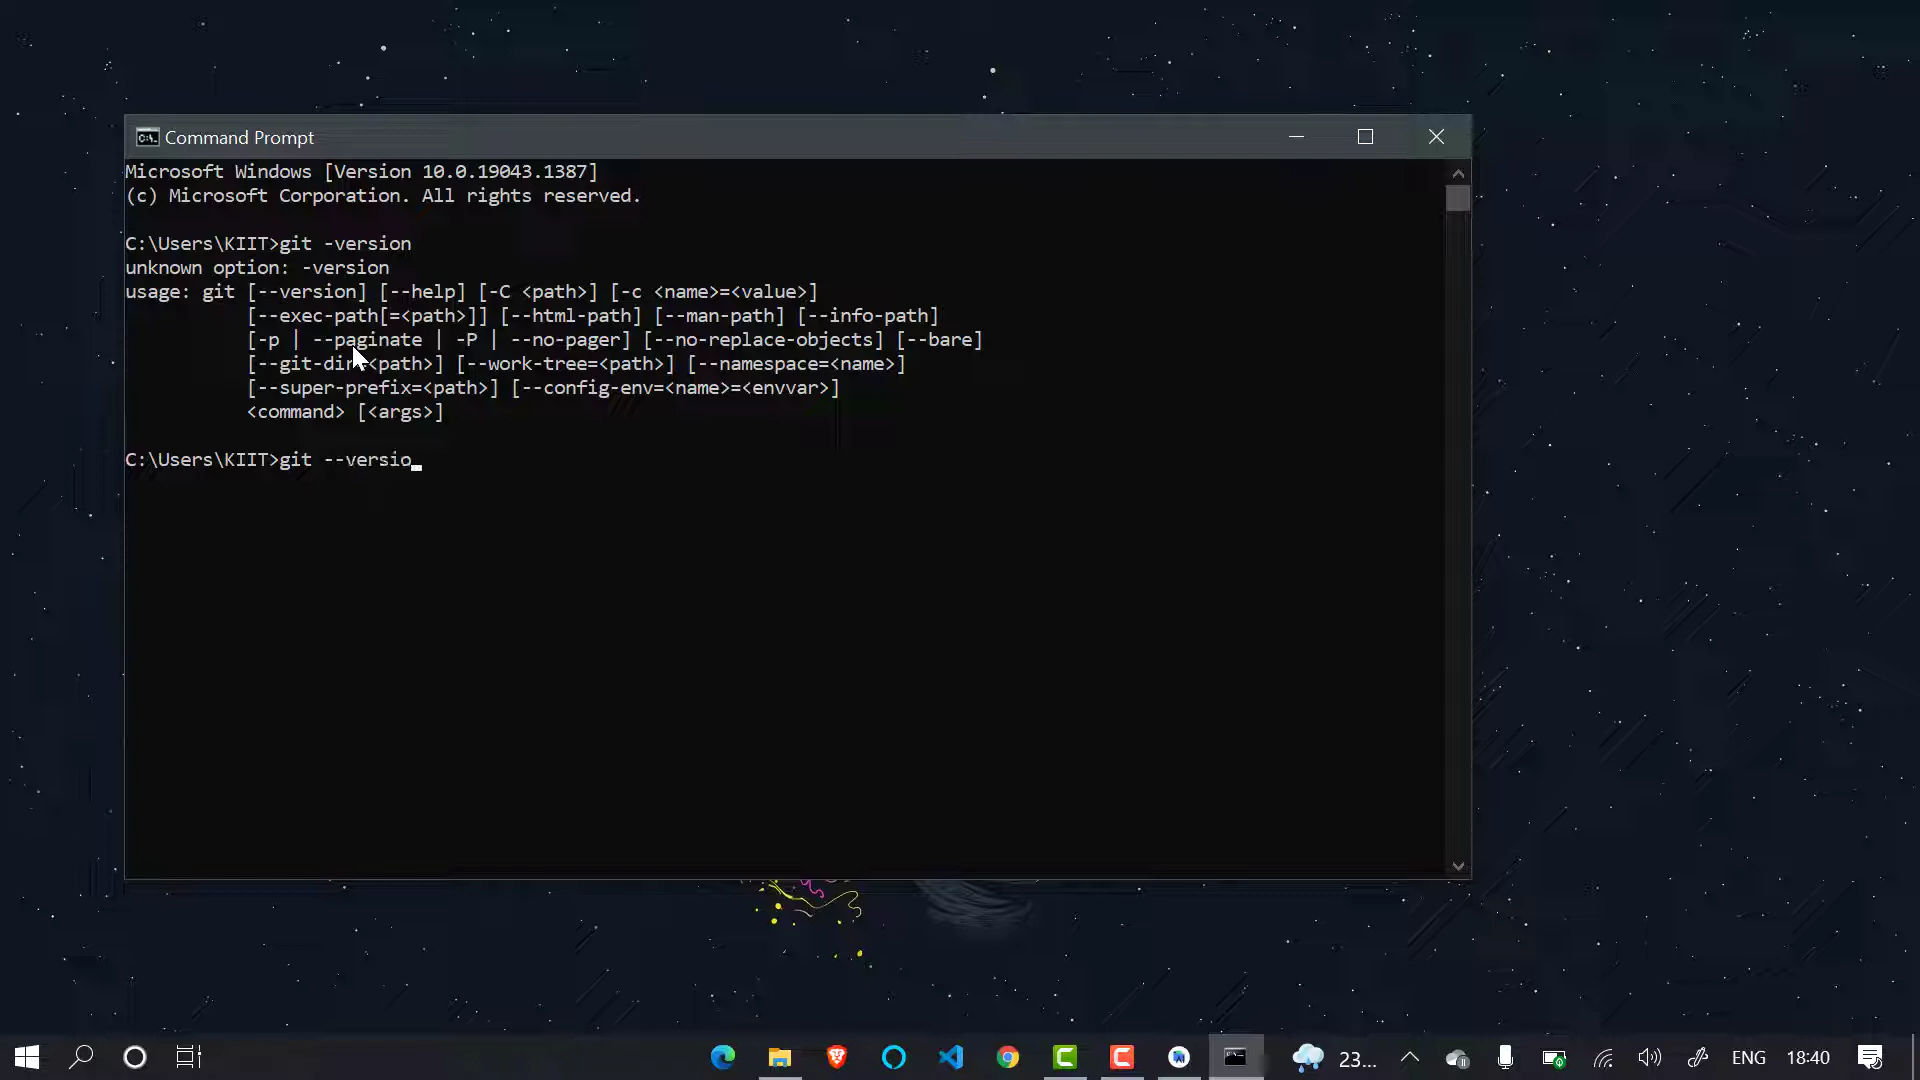 Command Prompt
Microsoft Windows [Version 10.0.19043.1387]
(c) Microsoft Corporation. All rights reserved.
C:\Users\KIIT>git -version
unknown option: -version
usage: git [--version] [--help] [-C <path>] [-c <name>=<value>]
[--exec-path[=<path>]] [--html-path] [--man-path] [--info-path]
[-p | --paginate | -P | --no-pager] [--no-replace-objects] [--bare]
[--git-dir=<path>] [--work-tree=<path>] [--namespace=<name>]
[--super-prefix=<path>] [--config-env=<name>=<envvar>]
<command> [<args>]
C:\Users\KIIT>git --versio
23... ENG 18:40